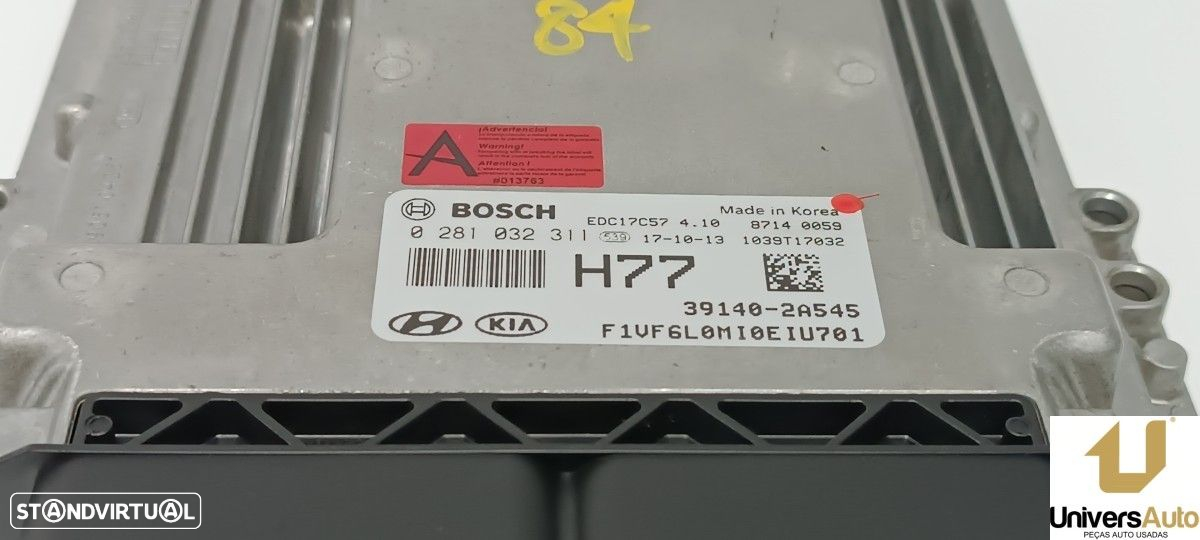 84
¡Advertencia!
Warning!
Attention!
#013763
A
BOSCH
EDC17C57 4.10
Made in Korea
8714 0059
0 281 032 311
539
17-10-13
1039T17032
H77
39140-2A545
F1VF6L0MI0EIU701
KIA
STANDVIRTUAL
UniversAuto
PEÇAS AUTO USADAS